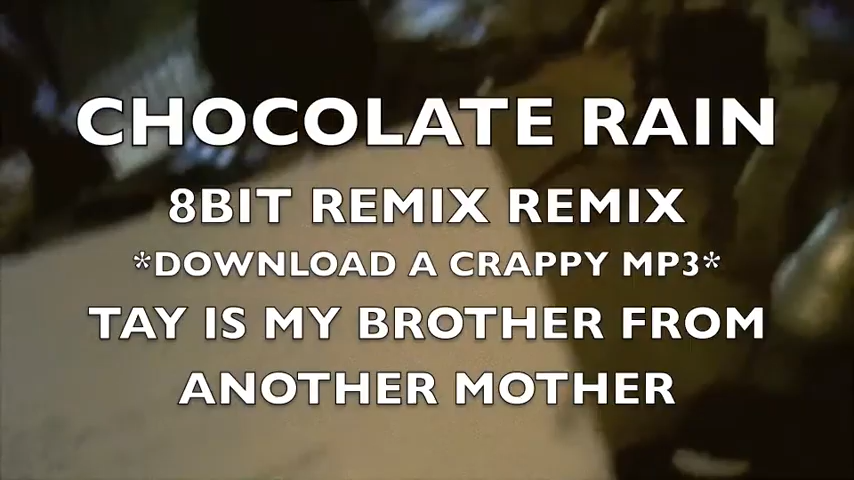 CHOCOLATE RAIN
8BIT REMIX REMIX
*DOWNLOAD A CRAPPY MP3*
TAY IS MY BROTHER FROM
ANOTHER MOTHER